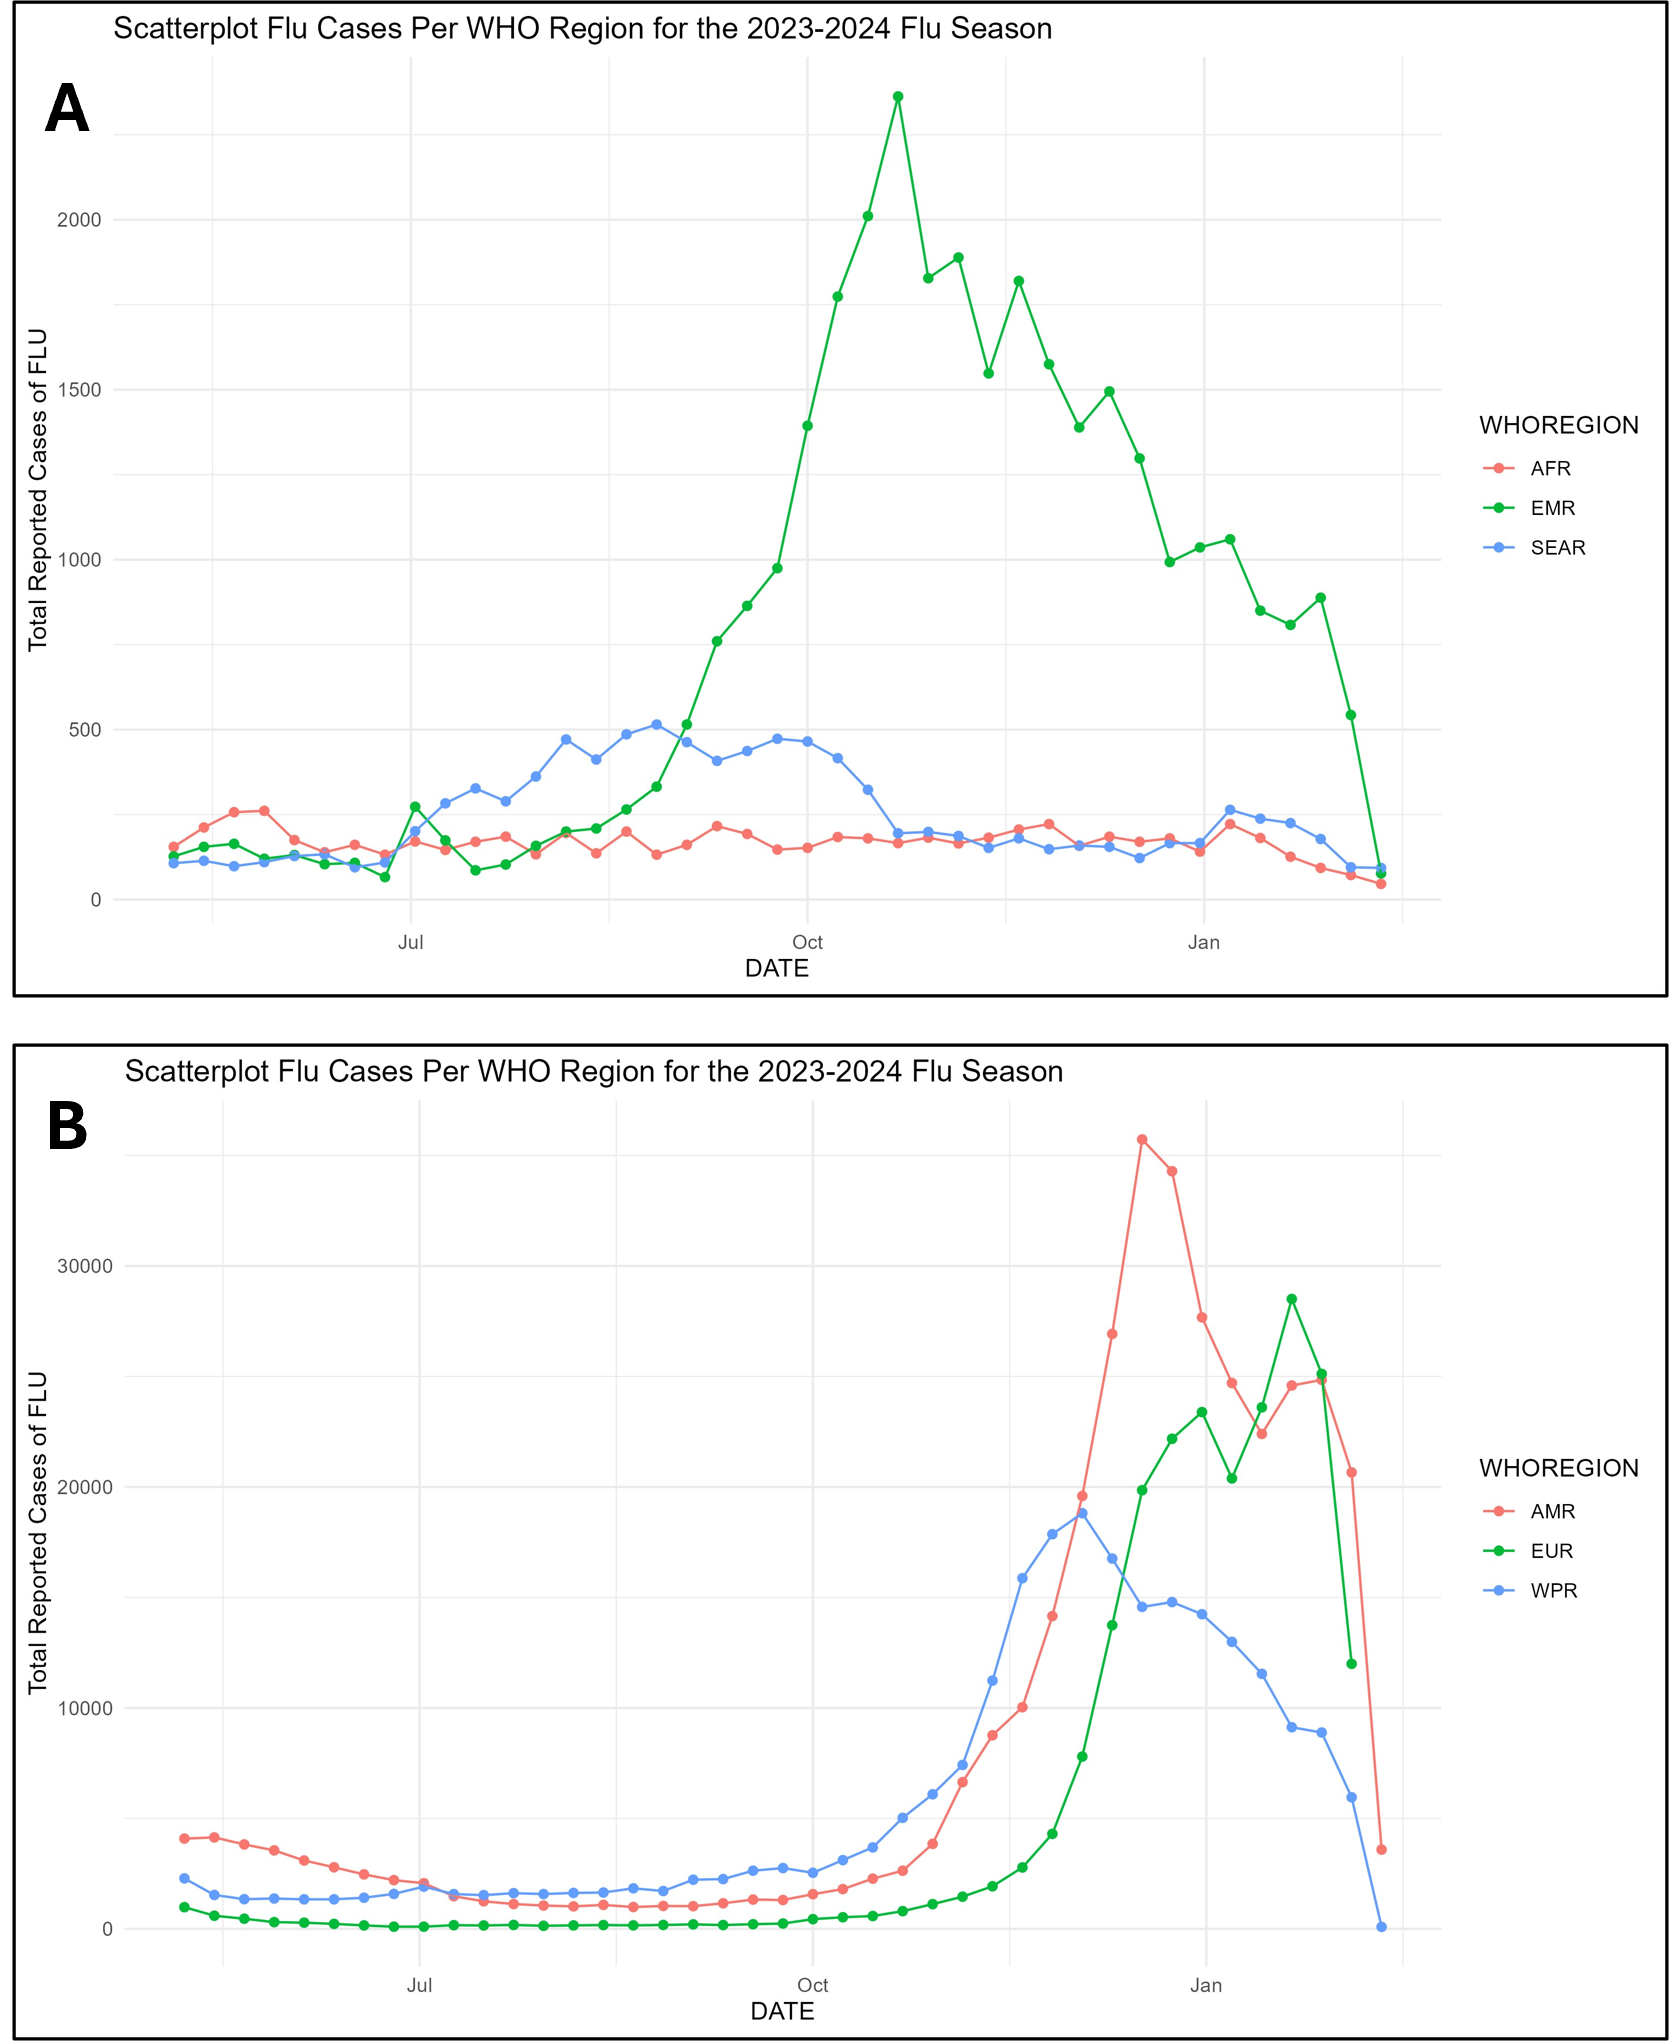 Scatterplot Flu Cases Per WHO Region for the 2023-2024 Flu Season
A
2000
1500
1000
500
0
Total Reported Cases of FLU
Jul
Oct
Jan
DATE
WHOREGION
AFR
EMR
SEAR
Scatterplot Flu Cases Per WHO Region for the 2023-2024 Flu Season
B
30000
20000
10000
0
Total Reported Cases of FLU
Jul
Oct
Jan
DATE
WHOREGION
AMR
EUR
WPR